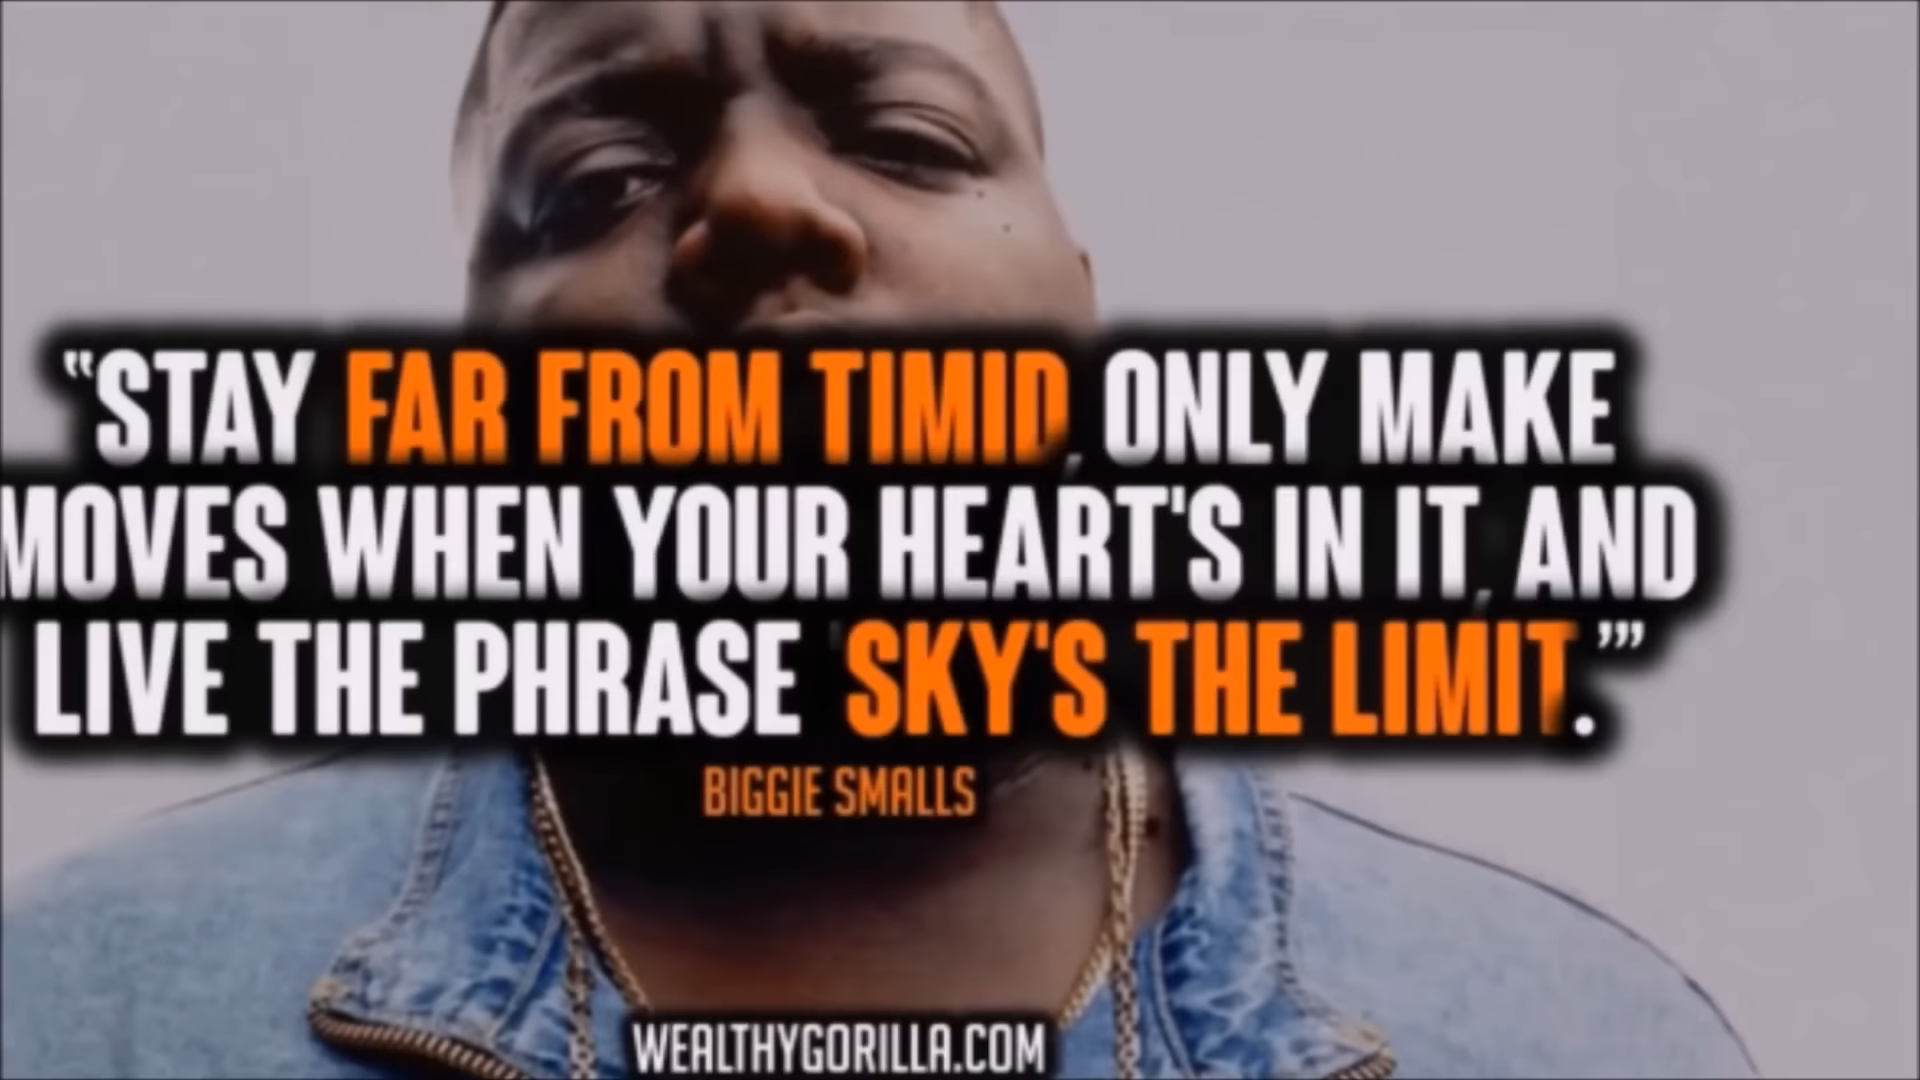 “STAY FAR FROM TIMID, ONLY MAKE
MOVES WHEN YOUR HEART'S IN IT, AND
LIVE THE PHRASE 'SKY'S THE LIMIT.’”
BIGGIE SMALLS
WEALTHYGORILLA.COM